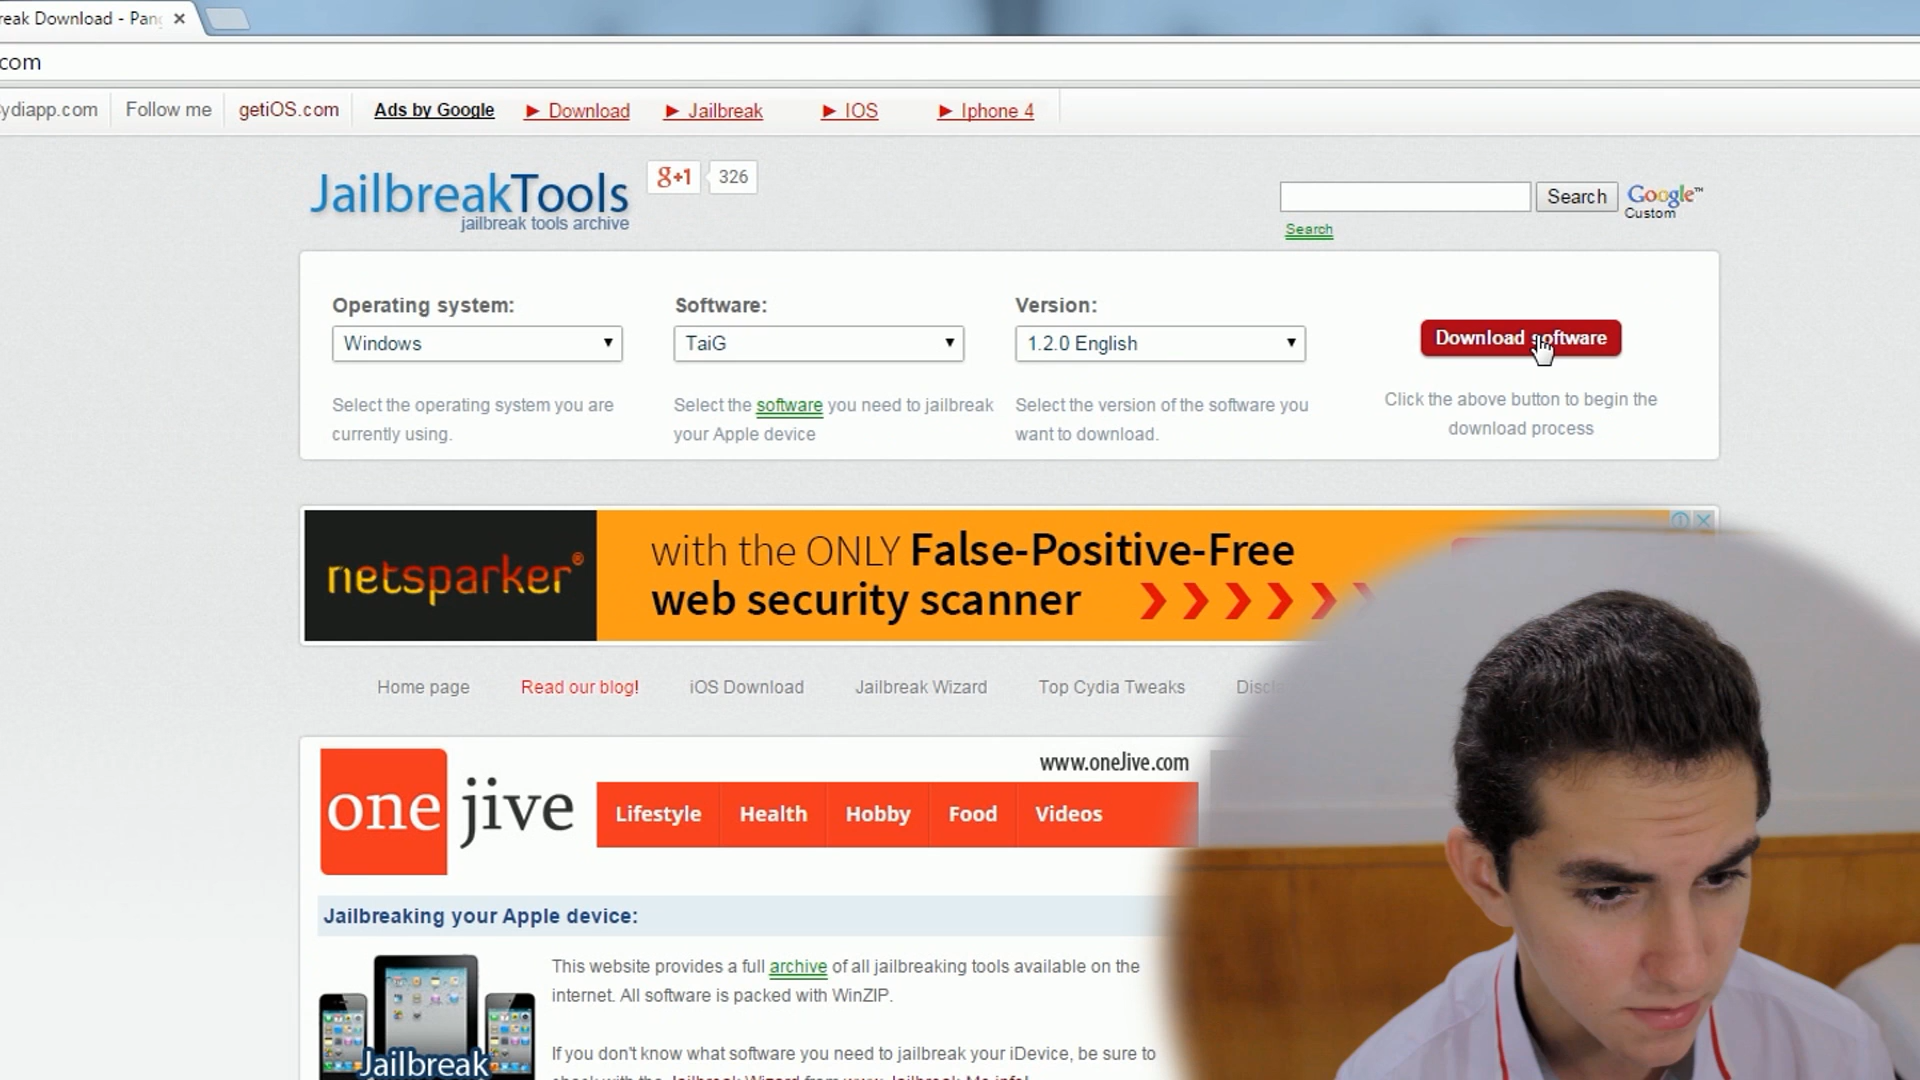 reak Download - Pan
com
ydiapp.com Follow me getiOS.com Ads by Google ► Download ► Jailbreak ► IOS ► Iphone 4
JailbreakTools
jailbreak tools archive
g+1 326
Search Google™
Custom
Search
Operating system: Software: Version:
Windows TaiG 1.2.0 English Download software
Select the operating system you are
currently using.
Select the software you need to jailbreak
your Apple device
Select the version of the software you
want to download.
Click the above button to begin the
download process
netsparker®
with the ONLY False-Positive-Free
web security scanner
Home page Read our blog! iOS Download Jailbreak Wizard Top Cydia Tweaks
one jive
www.oneJive.com
Lifestyle Health Hobby Food Videos
Jailbreaking your Apple device:
This website provides a full archive of all jailbreaking tools available on the
internet. All software is packed with WinZIP.
Jailbreak
If you don't know what software you need to jailbreak your iDevice, be sure to